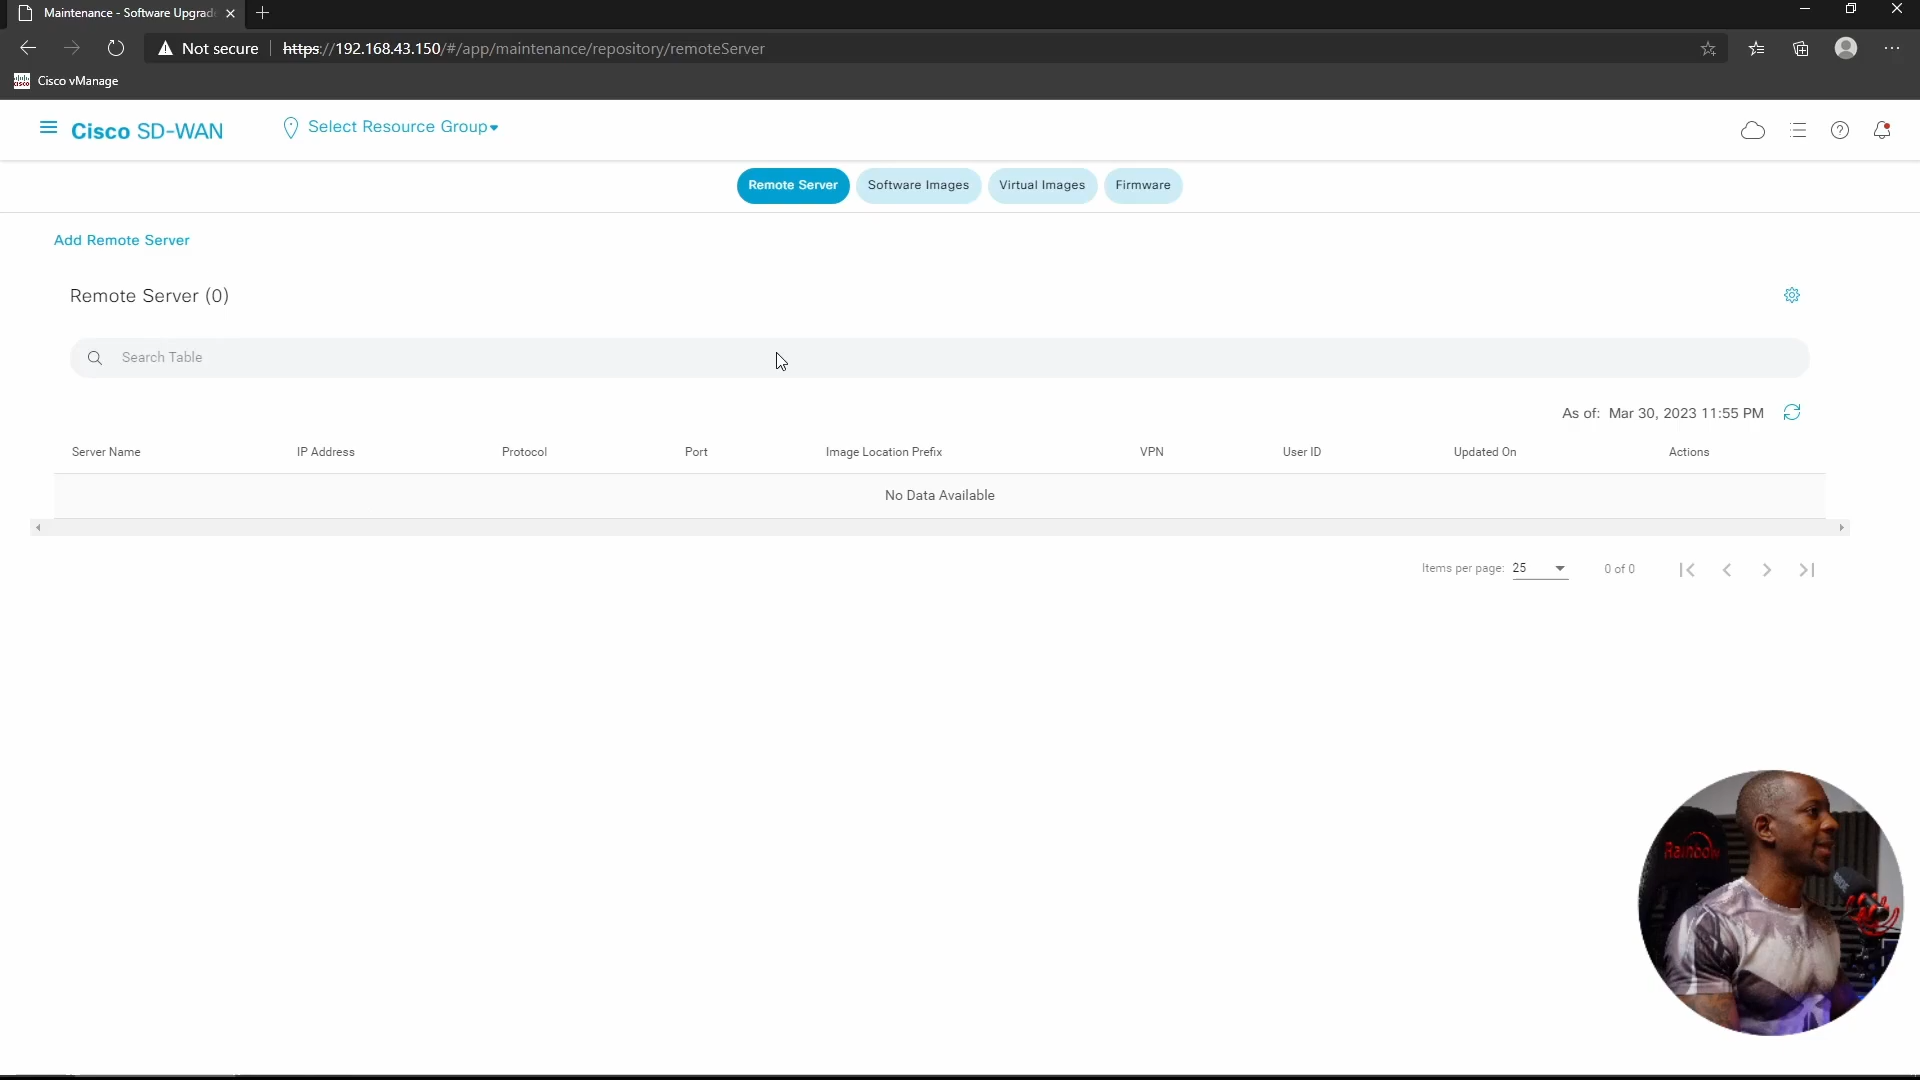 Maintenance - Software Upgrad
Not secure
https://192.168.43.150/#/app/maintenance/repository/remoteServer
Cisco vManage
Cisco SD-WAN
Select Resource Group
Remote Server
Software Images
Virtual Images
Firmware
Add Remote Server
Remote Server (0)
Search Table
As of: Mar 30, 2023 11:55 PM
Server Name IP Address Protocol Port Image Location Prefix VPN User ID Updated On Actions
No Data Available
Items per page: 25 0 of 0
Rainbow
RODE